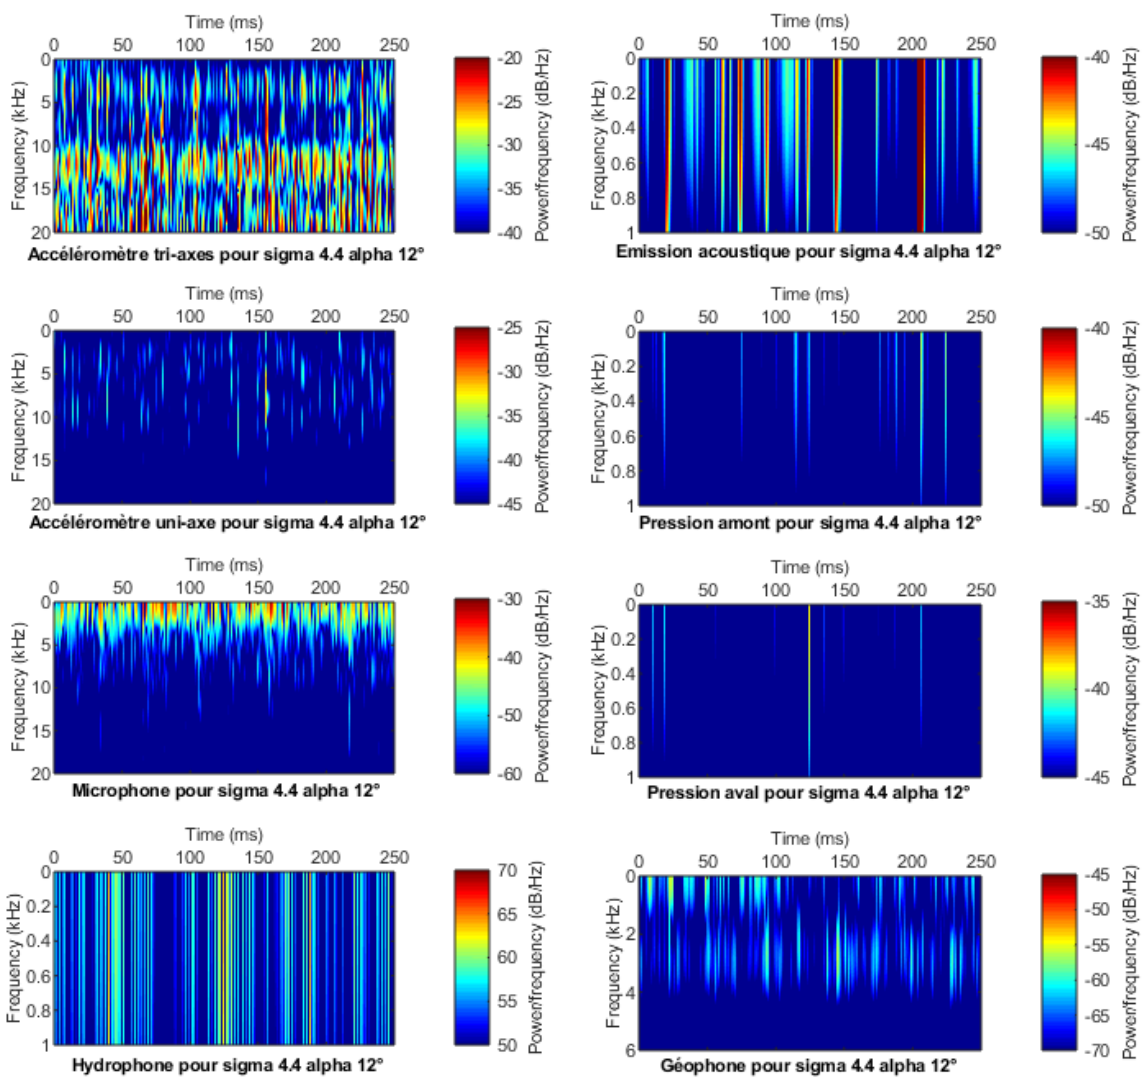 Time (ms)
0 50 100 150 200 250
0
5
10
15
20
Frequency (kHz)
-20
-25
-30
-35
-40
Power/frequency (dB/Hz)
Accéléromètre tri-axes pour sigma 4.4 alpha 12°
Time (ms)
0 50 100 150 200 250
0
0.2
0.4
0.6
0.8
1
Frequency (kHz)
-40
-45
-50
Power/frequency (dB/Hz)
Emission acoustique pour sigma 4.4 alpha 12°
Time (ms)
0 50 100 150 200 250
0
5
10
15
20
Frequency (kHz)
-25
-30
-35
-40
-45
Power/frequency (dB/Hz)
Accéléromètre uni-axe pour sigma 4.4 alpha 12°
Time (ms)
0 50 100 150 200 250
0
0.2
0.4
0.6
0.8
1
Frequency (kHz)
-40
-45
-50
Power/frequency (dB/Hz)
Pression amont pour sigma 4.4 alpha 12°
Time (ms)
0 50 100 150 200 250
0
5
10
15
20
Frequency (kHz)
-30
-40
-50
-60
Power/frequency (dB/Hz)
Microphone pour sigma 4.4 alpha 12°
Time (ms)
0 50 100 150 200 250
0
0.2
0.4
0.6
0.8
1
Frequency (kHz)
-35
-40
-45
Power/frequency (dB/Hz)
Pression aval pour sigma 4.4 alpha 12°
Time (ms)
0 50 100 150 200 250
0
0.2
0.4
0.6
0.8
1
Frequency (kHz)
70
65
60
55
50
Power/frequency (dB/Hz)
Hydrophone pour sigma 4.4 alpha 12°
Time (ms)
0 50 100 150 200 250
0
2
4
6
Frequency (kHz)
-45
-50
-55
-60
-65
-70
Power/frequency (dB/Hz)
Géophone pour sigma 4.4 alpha 12°